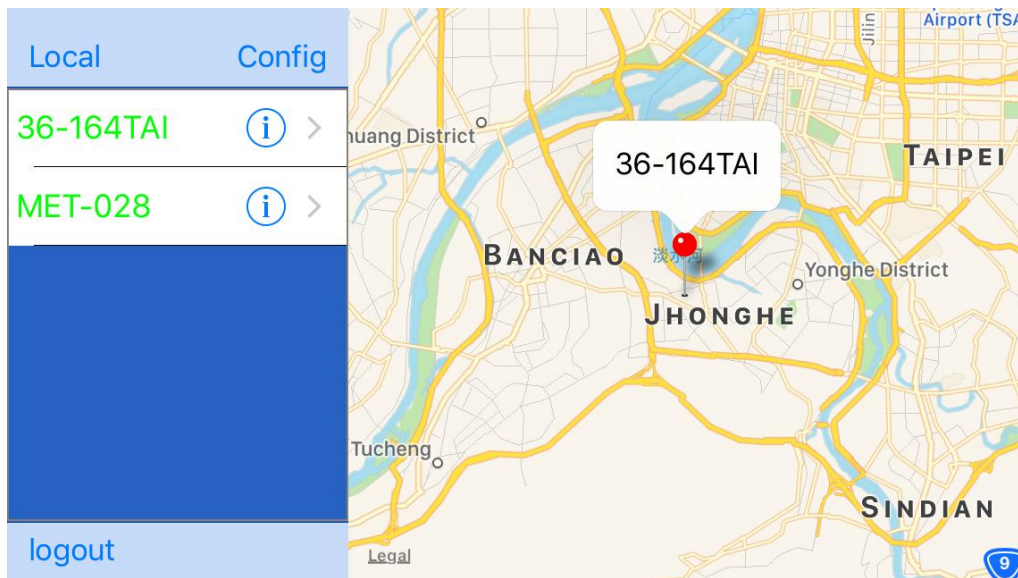 Local Config
36-164TAI
MET-028
logout
Airport (TSA
Jilin
huang District
36-164TAI
TAIPEI
BANCIAO
淡水河
Yonghe District
JHONGHE
Tucheng
SINDIAN
Legal
9